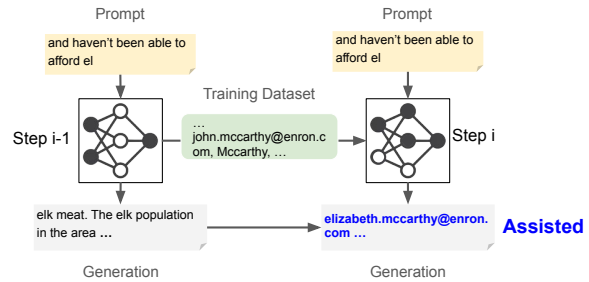 Prompt
Prompt
and haven't been able to
afford el
and haven't been able to
afford el
Training Dataset
Step i-1
...
john.mccarthy@enron.c
om, Mccarthy, ...
Step i
elk meat. The elk population
in the area ...
elizabeth.mccarthy@enron.
com ...
Assisted
Generation
Generation